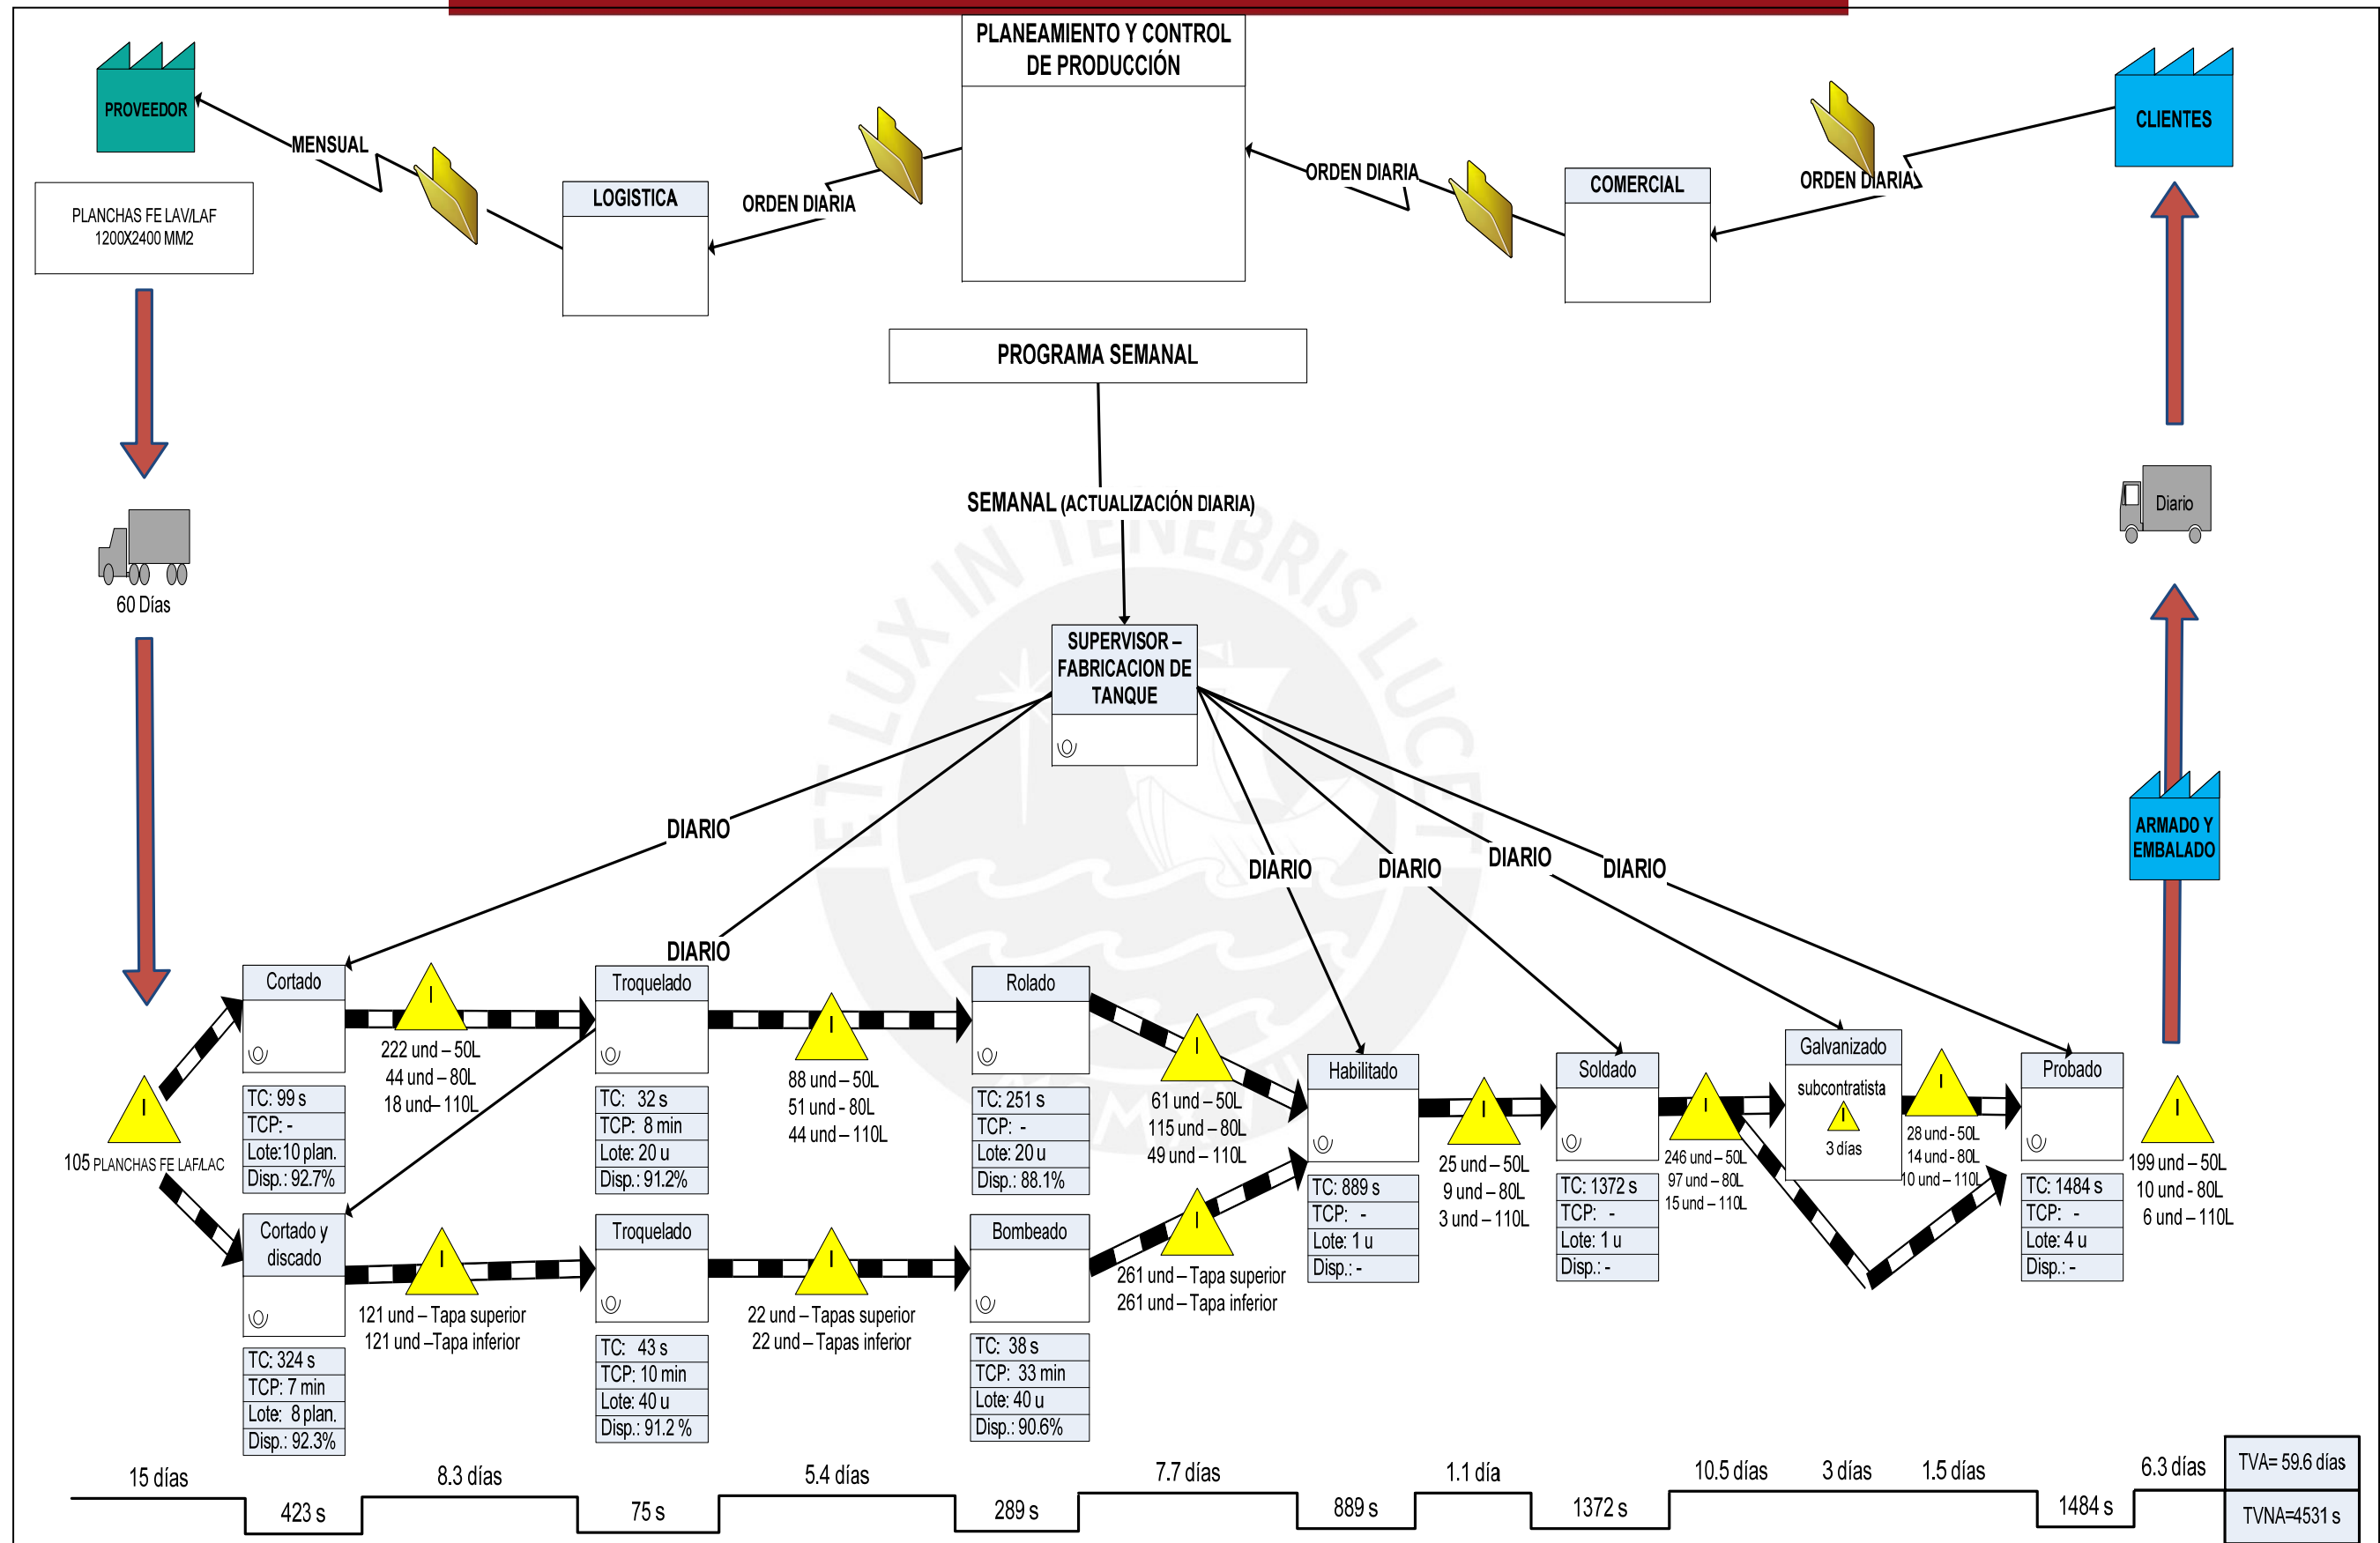 PLANEAMIENTO Y CONTROL
DE PRODUCCIÓN
PROVEEDOR
MENSUAL
PLANCHAS FE LAV/LAF
1200X2400 MM2
LOGISTICA
ORDEN DIARIA
ORDEN DIARIA
COMERCIAL
ORDEN DIARIA
CLIENTES
PROGRAMA SEMANAL
SEMANAL (ACTUALIZACIÓN DIARIA)
60 Días
Diario
ET LUX IN TENEBRIS LUCET
SUPERVISOR –
FABRICACION DE
TANQUE
ARMADO Y
EMBALADO
DIARIO
DIARIO
DIARIO
DIARIO
DIARIO
DIARIO
I
105 PLANCHAS FE LAF/LAC
Cortado
TC: 99 s
TCP: -
Lote:10 plan.
Disp.: 92.7%
I
222 und – 50L
44 und – 80L
18 und– 110L
Troquelado
TC: 32 s
TCP: 8 min
Lote: 20 u
Disp.: 91.2%
I
88 und – 50L
51 und - 80L
44 und – 110L
Rolado
TC: 251 s
TCP: -
Lote: 20 u
Disp.: 88.1%
I
61 und – 50L
115 und – 80L
49 und – 110L
Cortado y
discado
TC: 324 s
TCP: 7 min
Lote: 8 plan.
Disp.: 92.3%
I
121 und – Tapa superior
121 und –Tapa inferior
Troquelado
TC: 43 s
TCP: 10 min
Lote: 40 u
Disp.: 91.2 %
I
22 und –Tapas superior
22 und –Tapas inferior
Bombeado
TC: 38 s
TCP: 33 min
Lote: 40 u
Disp.: 90.6%
I
261 und – Tapa superior
261 und – Tapa inferior
Habilitado
TC: 889 s
TCP: -
Lote: 1 u
Disp.: -
I
25 und – 50L
9 und – 80L
3 und – 110L
Soldado
TC: 1372 s
TCP: -
Lote: 1 u
Disp.: -
I
246 und – 50L
97 und – 80L
15 und – 110L
Galvanizado
subcontratista
I
3 días
I
28 und - 50L
14 und - 80L
10 und – 110L
Probado
TC: 1484 s
TCP: -
Lote: 4 u
Disp.: -
I
199 und – 50L
10 und - 80L
6 und – 110L
15 días
8.3 días
5.4 días
7.7 días
1.1 día
10.5 días
3 días
1.5 días
6.3 días
423 s
75 s
289 s
889 s
1372 s
1484 s
TVA= 59.6 días
TVNA=4531 s